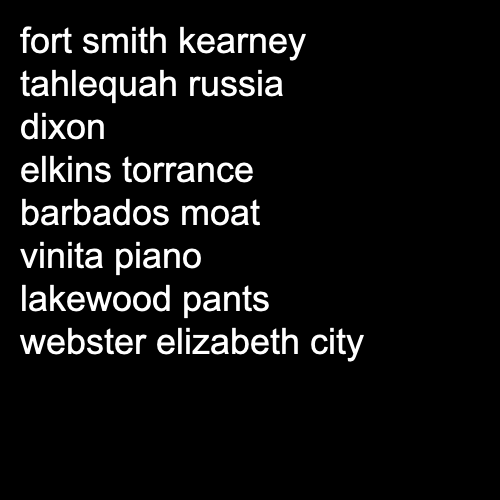 fort smith kearney
tahlequah russia
dixon
elkins torrance
barbados moat
vinita piano
lakewood pants
webster elizabeth city